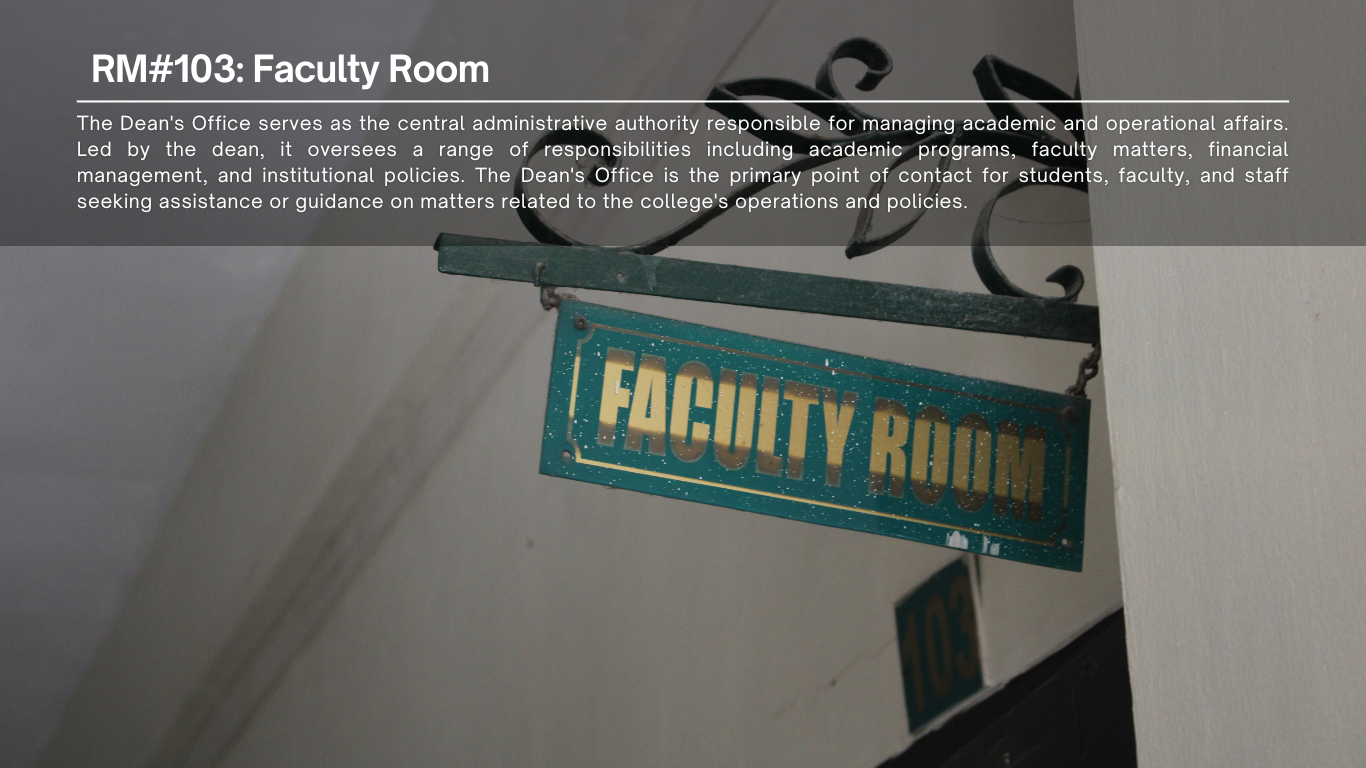 RM#103: Faculty Room
The Dean's Office serves as the central administrative authority responsible for managing academic and operational affairs.
Led by the dean, it oversees a range of responsibilities including academic programs, faculty matters, financial
management, and institutional policies. The Dean's Office is the primary point of contact for students, faculty, and staff
seeking assistance or guidance on matters related to the college's operations and policies.
FACULTY ROOM
103